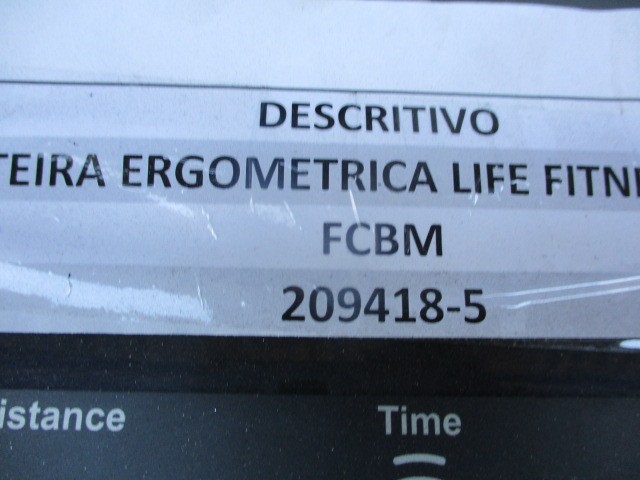 DESCRITIVO
TEIRA ERGOMETRICA LIFE FITN
FCBM
209418-5
istance Time